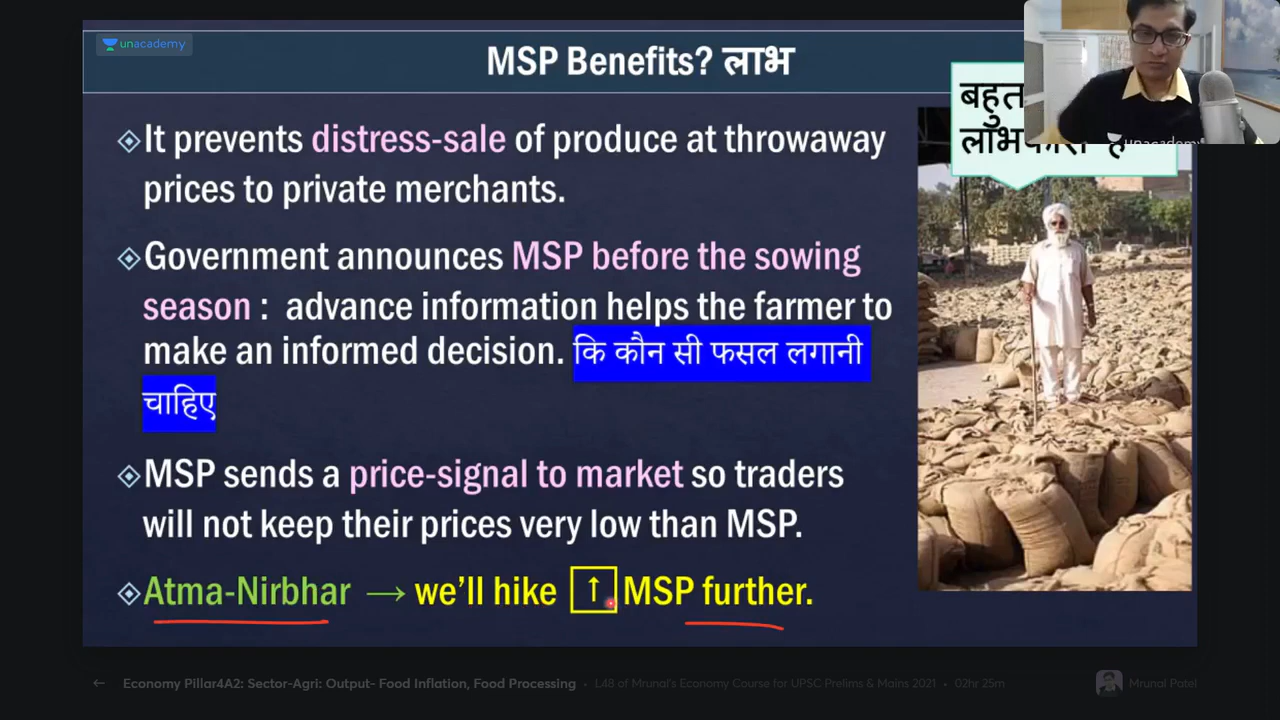 unacademy
MSP Benefits? लाभ
बहुत
It prevents distress-sale of produce at throwaway
prices to private merchants.
Government announces MSP before the sowing
season : advance information helps the farmer to
make an informed decision. कि कौन सी फसल लगानी
चाहिए
MSP sends a price-signal to market so traders
will not keep their prices very low than MSP.
Atma-Nirbhar → we'll hike ↑ MSP further.
unacademy
← Economy Pillar4A2: Sector-Agri: Output- Food Inflation, Food Processing • L48 of Mrunal's Economy Course for UPSC Prelims & Mains 2021 • 02hr 25m
Mrunal Patel